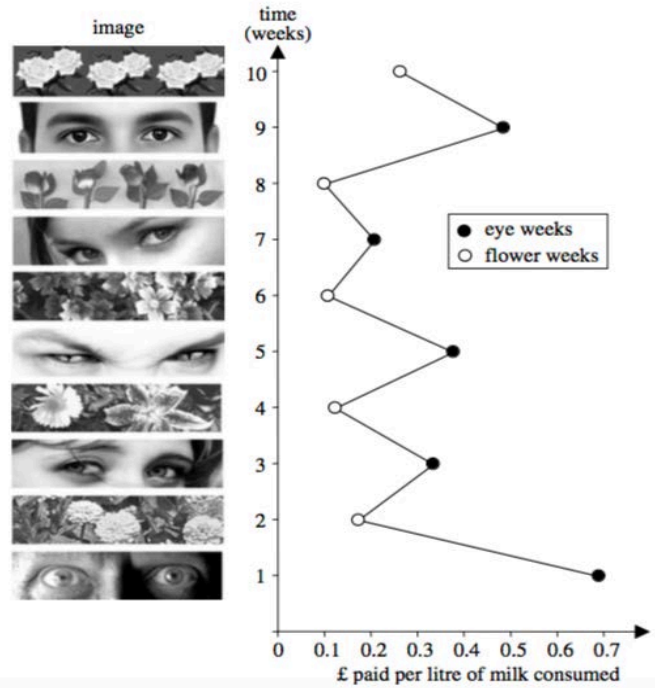 image
time
(weeks)
10
9
8
7
6
5
4
3
2
1
eye weeks
flower weeks
0 0.1 0.2 0.3 0.4 0.5 0.6 0.7
£ paid per litre of milk consumed